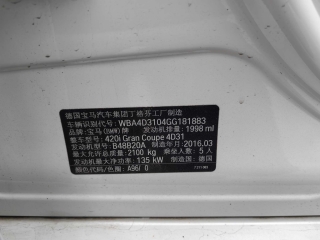 德国宝马汽车集团丁格芬工厂制造
车辆识别代号: WBA4D3104GG181883
品牌: 宝马(BMW)牌 发动机排量: 1998 ml
型号: 420i Gran Coupe 4D31
发动机型号: B48B20A 制造年月: 2016.03
最大允许总质量: 2100 kg 乘坐人数: 5 人
发动机最大净功率: 135 kW 制造国: 德国
颜色代码/色圈: A96/ 0